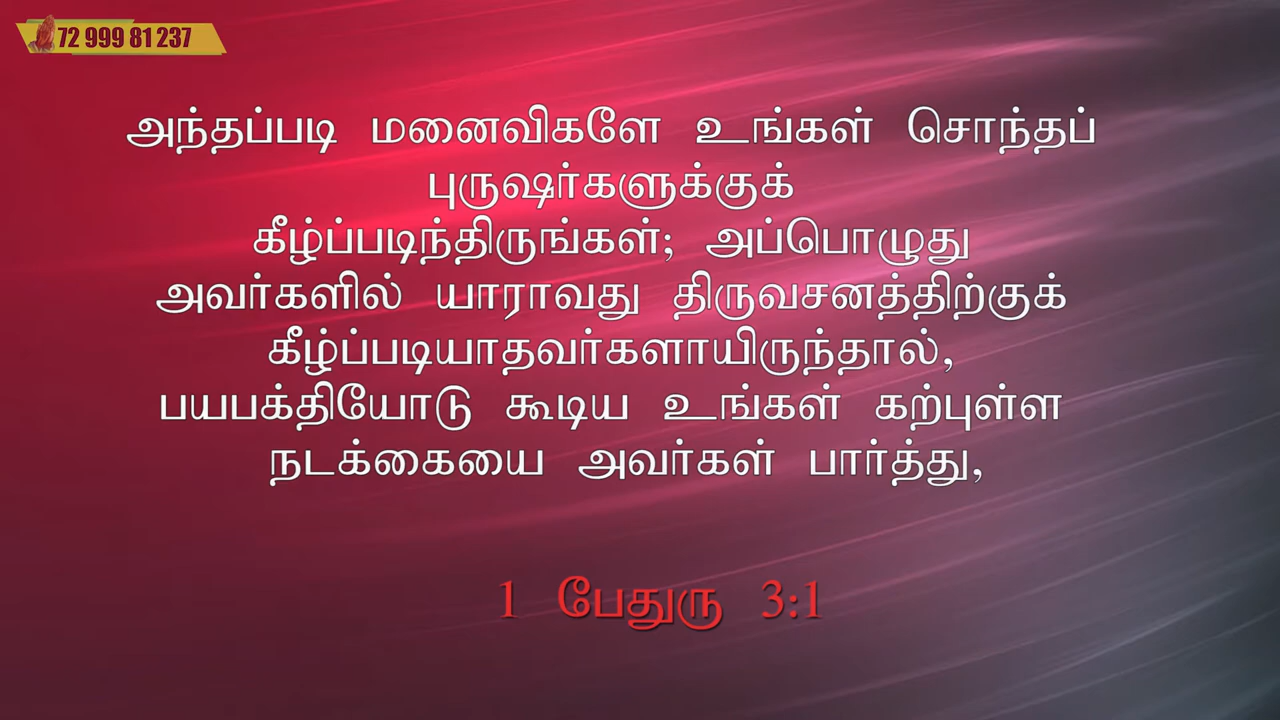 72 999 81 237
அந்தப்படி மனைவிகளே உங்கள் சொந்தப்
புருஷர்களுக்குக்
கீழ்ப்படிந்திருங்கள்; அப்பொழுது
அவர்களில் யாராவது திருவசனத்திற்குக்
கீழ்ப்படியாதவர்களாயிருந்தால்,
பயபக்தியோடு கூடிய உங்கள் கற்புள்ள
நடக்கையை அவர்கள் பார்த்து,
1 பேதுரு 3:1